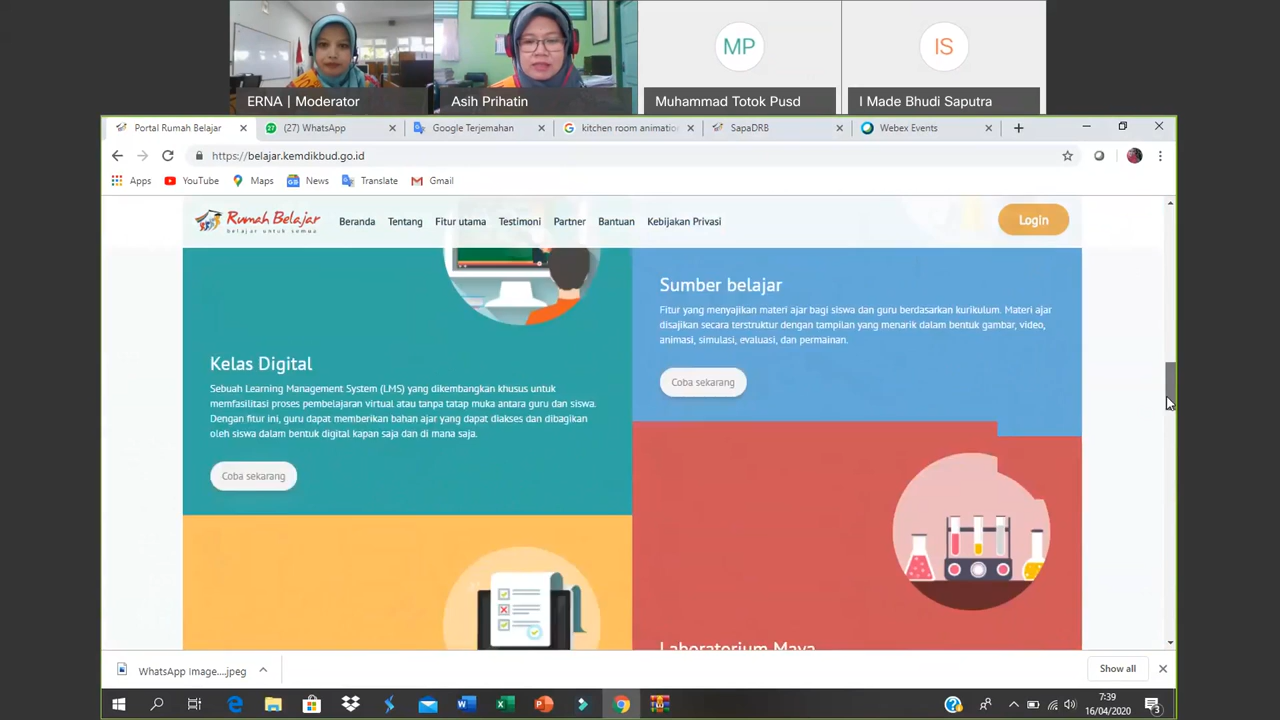 MP
IS
ERNA | Moderator
Asih Prihatin
Muhammad Totok Pusd
I Made Bhudi Saputra
Portal Rumah Belajar
(27) WhatsApp
Google Terjemahan
kitchen room animatio
SapaDRB
Webex Events
https://belajar.kemdikbud.go.id
Apps
YouTube
Maps
News
Translate
Gmail
Rumah Belajar
belajar untuk semua
Beranda
Tentang
Fitur utama
Testimoni
Partner
Bantuan
Kebijakan Privasi
Login
Kelas Digital
Sebuah Learning Management System (LMS) yang dikembangkan khusus untuk
memfasilitasi proses pembelajaran virtual atau tanpa tatap muka antara guru dan siswa.
Dengan fitur ini, guru dapat memberikan bahan ajar yang dapat diakses dan dibagikan
oleh siswa dalam bentuk digital kapan saja dan di mana saja.
Coba sekarang
Sumber belajar
Fitur yang menyajikan materi ajar bagi siswa dan guru berdasarkan kurikulum. Materi ajar
disajikan secara terstruktur dengan tampilan yang menarik dalam bentuk gambar, video,
animasi, simulasi, evaluasi, dan permainan.
Coba sekarang
Laboratorium Maya
WhatsApp Image....jpeg
Show all
7:39
16/04/2020
3